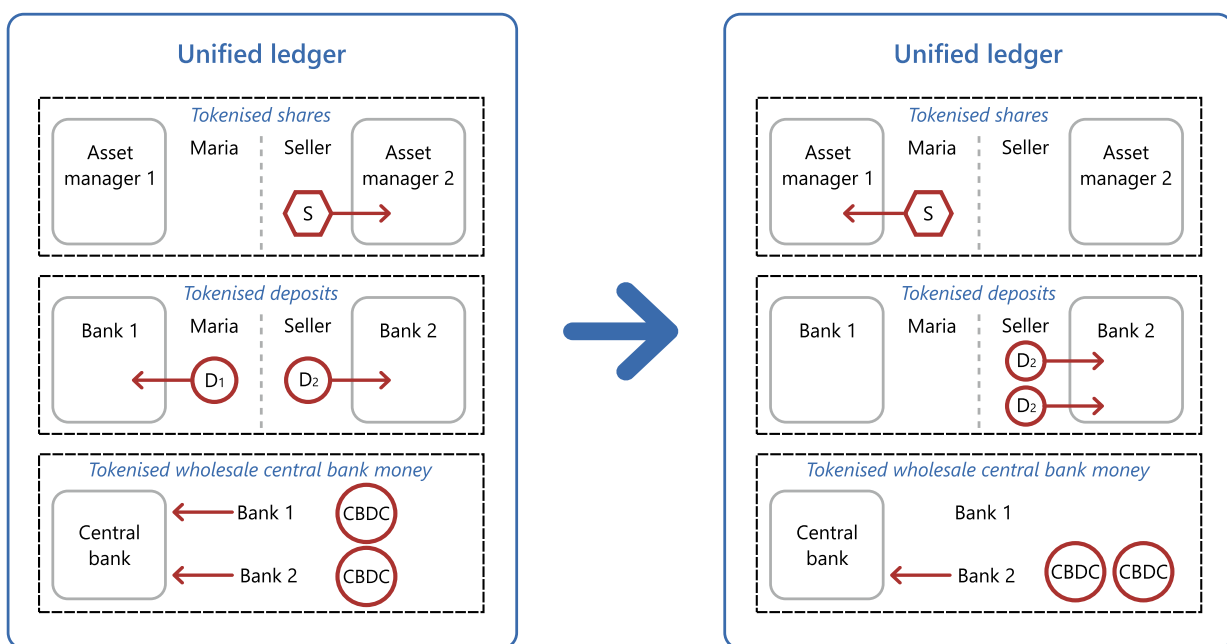 Unified ledger
Tokenised shares
Asset
manager 1
Maria
Seller
Asset
manager 2
S
Tokenised deposits
Bank 1
Maria
Seller
Bank 2
D1
D2
Tokenised wholesale central bank money
Central
bank
Bank 1
CBDC
Bank 2
CBDC
Unified ledger
Tokenised shares
Asset
manager 1
Maria
Seller
Asset
manager 2
S
Tokenised deposits
Bank 1
Maria
Seller
Bank 2
D2
D2
Tokenised wholesale central bank money
Central
bank
Bank 1
Bank 2
CBDC
CBDC